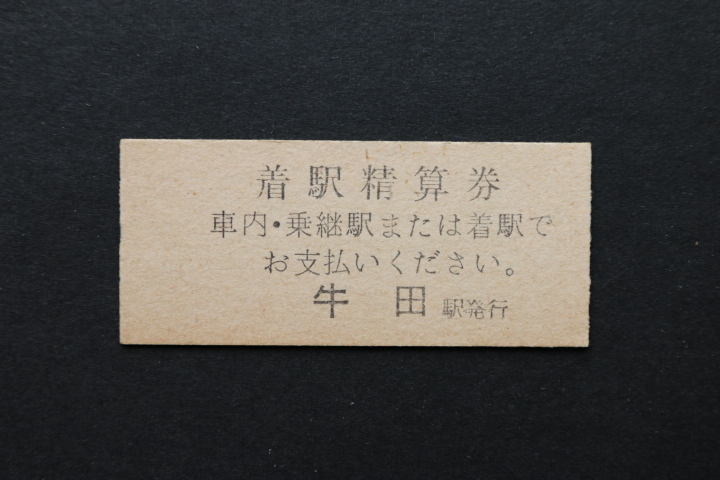 着駅精算券
車内・乗継駅または着駅で
お支払いください。
牛田 駅発行